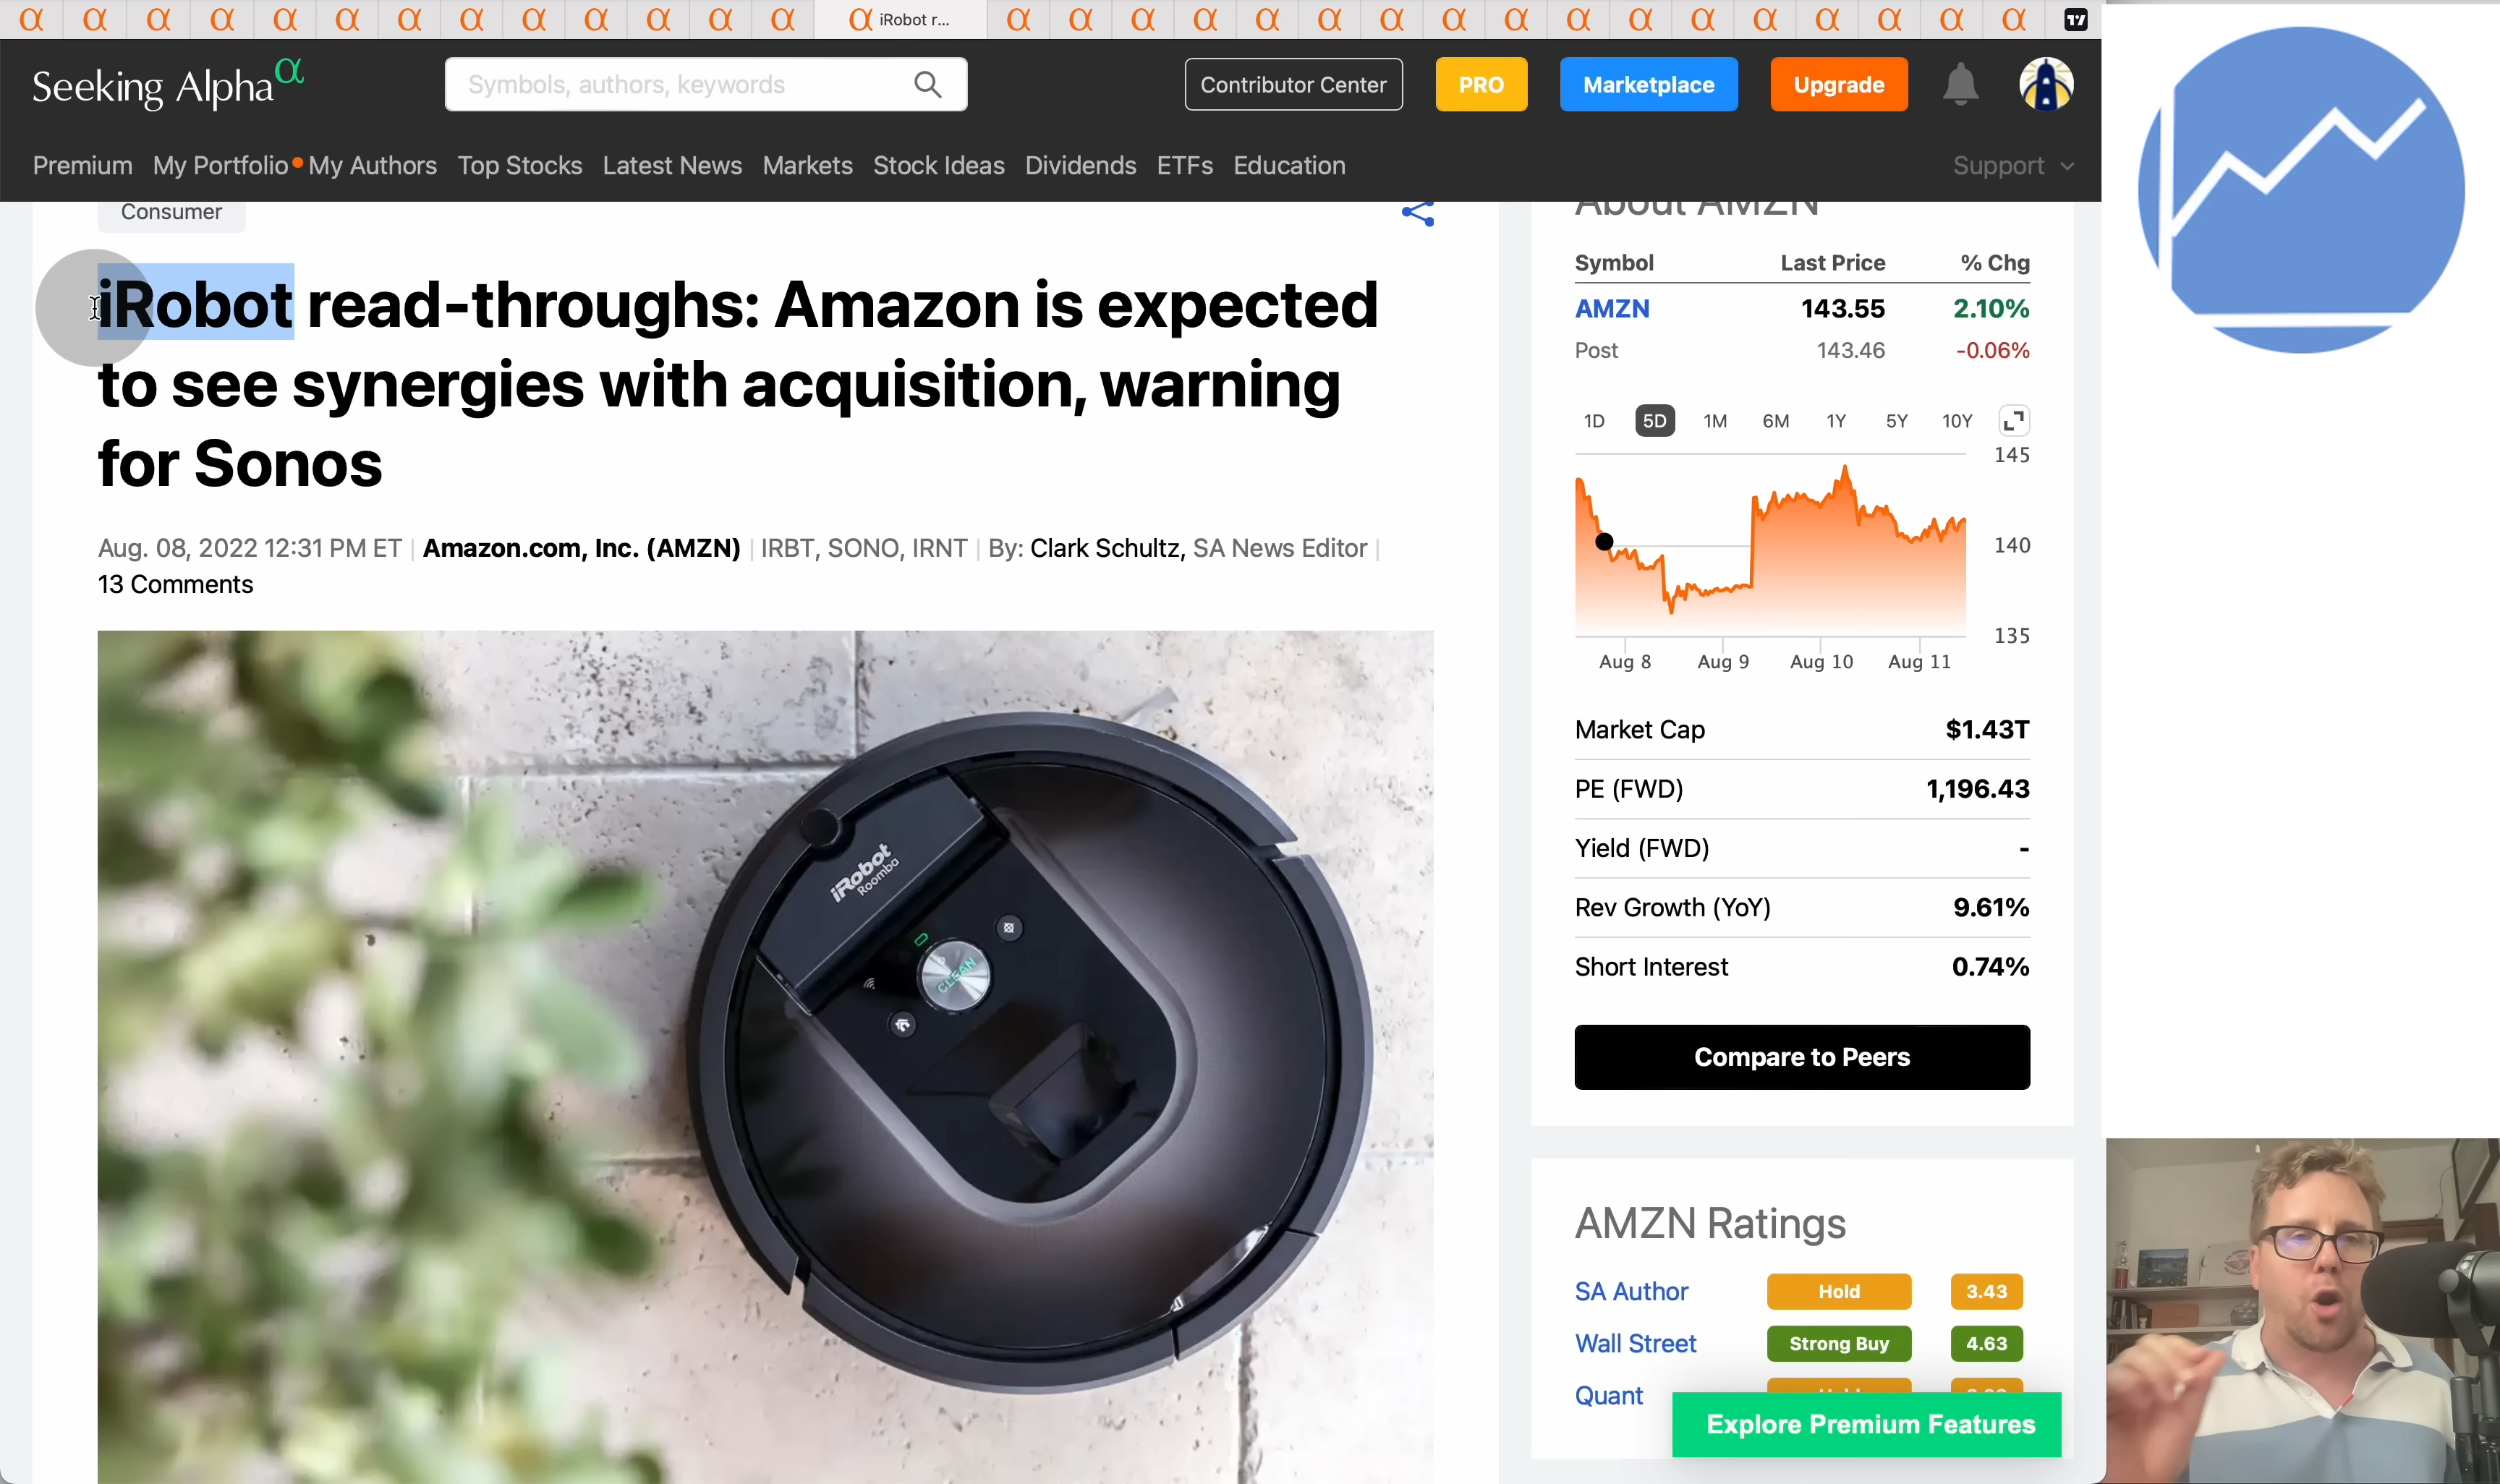 iRobot r...
Seeking Alpha α
Symbols, authors, keywords
Contributor Center
PRO
Marketplace
Upgrade
Premium
My Portfolio
My Authors
Top Stocks
Latest News
Markets
Stock Ideas
Dividends
ETFs
Education
Support
Consumer
iRobot read-throughs: Amazon is expected
to see synergies with acquisition, warning
for Sonos
Aug. 08, 2022 12:31 PM ET | Amazon.com, Inc. (AMZN) | IRBT, SONO, IRNT | By: Clark Schultz, SA News Editor |
13 Comments
iRobot
Roomba
CLEAN
About AMZN
Symbol Last Price % Chg
AMZN 143.55 2.10%
Post 143.46 -0.06%
1D 5D 1M 6M 1Y 5Y 10Y
145
140
135
Aug 8 Aug 9 Aug 10 Aug 11
Market Cap $1.43T
PE (FWD) 1,196.43
Yield (FWD) -
Rev Growth (YoY) 9.61%
Short Interest 0.74%
Compare to Peers
AMZN Ratings
SA Author Hold 3.43
Wall Street Strong Buy 4.63
Quant
Explore Premium Features